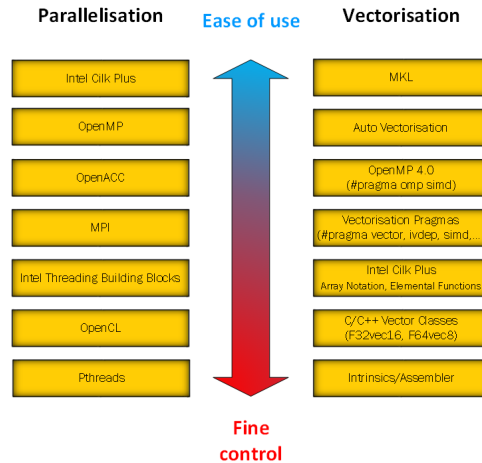 Parallelisation
Ease of use
Vectorisation
Intel Cilk Plus
MKL
OpenMP
Auto Vectorisation
OpenACC
OpenMP 4.0
(#pragma omp simd)
MPI
Vectorisation Pragmas
(#pragma vector, ivdep, simd,...
Intel Threading Building Blocks
Intel Cilk Plus
Array Notation, Elemental Functions
OpenCL
C/C++ Vector Classes
(F32vec16, F64vec8)
Pthreads
Intrinsics/Assembler
Fine
control